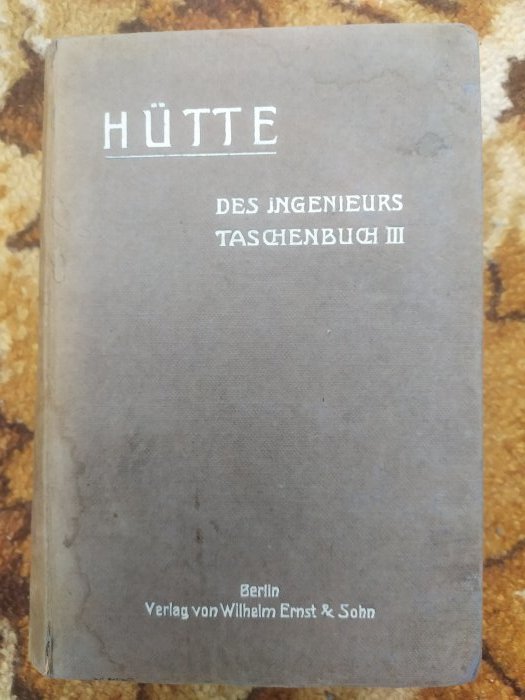 HÜTTE
DES INGENIEURS
TASCHENBUCH III
Berlin
Verlag von Wilhelm Ernst & Sohn